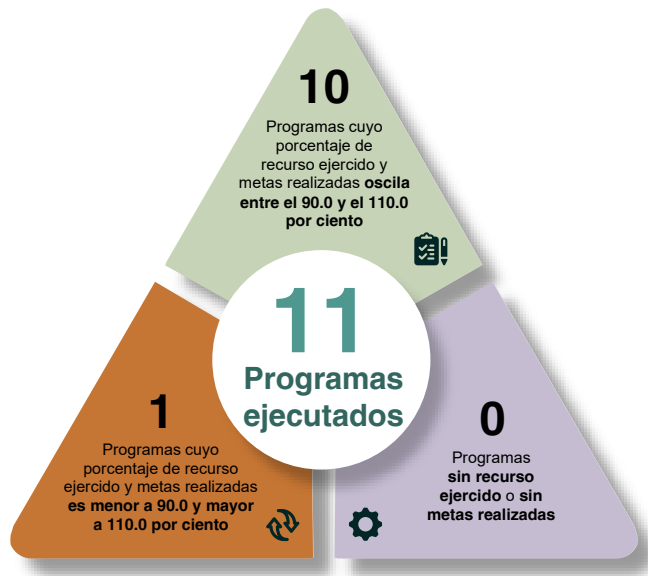 10
Programas cuyo
porcentaje de
recurso ejercido y
metas realizadas oscila
entre el 90.0 y el 110.0
por ciento
11
Programas
ejecutados
1
Programas cuyo
porcentaje de recurso
ejercido y metas realizadas
es menor a 90.0 y mayor
a 110.0 por ciento
0
Programas
sin recurso
ejercido o sin
metas realizadas